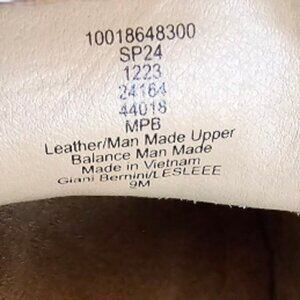 10018648300
SP24
1223
24164
44018
MPB
Leather/Man Made Upper
Balance Man Made
Made in Vietnam
Giani Bernini/LESLEEE
9M